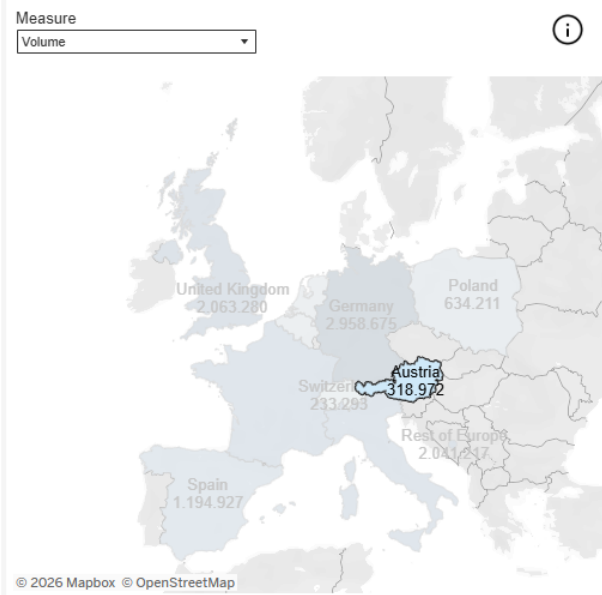 Measure
Volume
United Kingdom
2.063.280
Poland
634.211
Germany
2.958.675
Austria
318.972
233.293
Rest of Europe
2.041.217
Spain
1.194.927
© 2026 Mapbox © OpenStreetMap